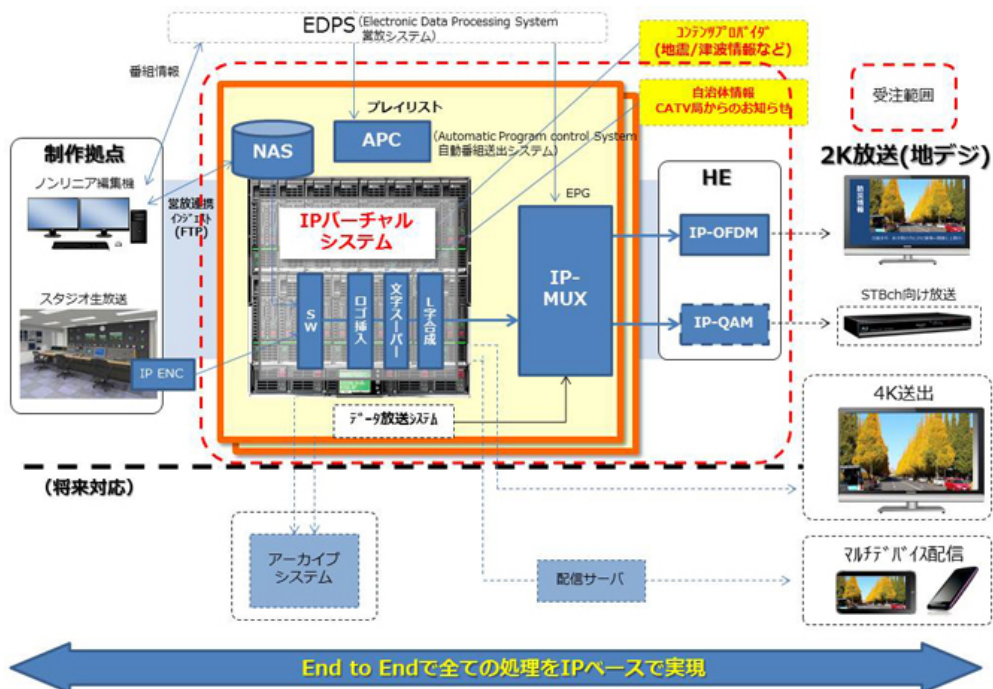 EDPS (Electronic Data Processing System
営放システム)
コンテンツプロバイダ
(地震/津波情報など)
番組情報
自治体情報
CATV局からのお知らせ
受注範囲
プレイリスト
NAS
APC
(Automatic Program control System
自動番組送出システム)
制作拠点
ノンリニア編集機
営放連携
インジェスト
(FTP)
EPG
HE
2K放送(地デジ)
防災情報
IPバーチャル
システム
IP-OFDM
IP-
MUX
スタジオ生放送
SW
ロゴ挿入
文字スーパー
L字合成
STBch向け放送
IP-QAM
IP ENC
データ放送システム
4K送出
(将来対応)
アーカイブ
システム
配信サーバ
マルチデバイス配信
End to Endで全ての処理をIPベースで実現